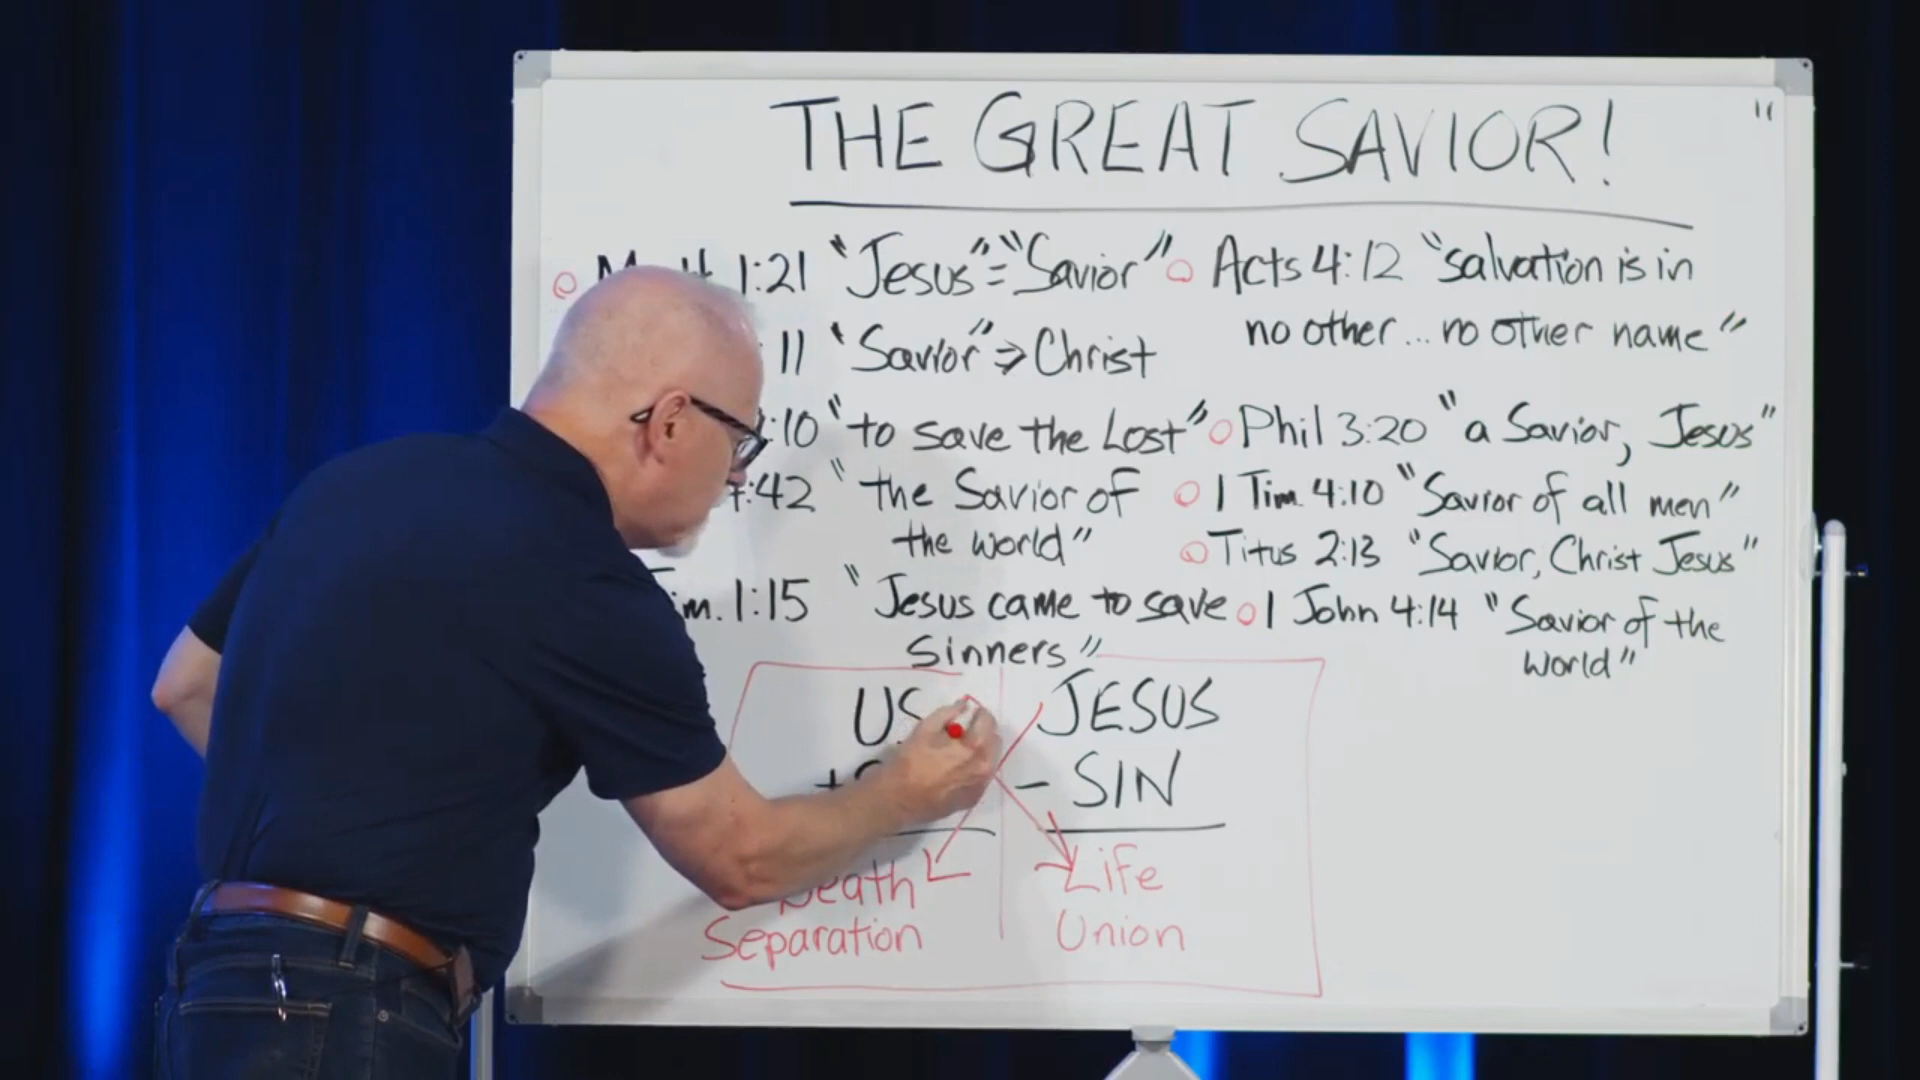 THE GREAT SAVIOR!
"
1:21 "Jesus"="Savior"
:11 "Savior"⇒Christ
:10 "to save the Lost"
:42 "the Savior of
the world"
Tim. 1:15 "Jesus came to save
Sinners"
Acts 4:12 "salvation is in
no other... no other name"
Phil 3:20 "a Savior, Jesus"
1 Tim 4:10 "Savior of all men"
Titus 2:13 "Savior, Christ Jesus"
1 John 4:14 "Savior of the
World"
US
+
Death
Separation
JESUS
- SIN
Life
Union